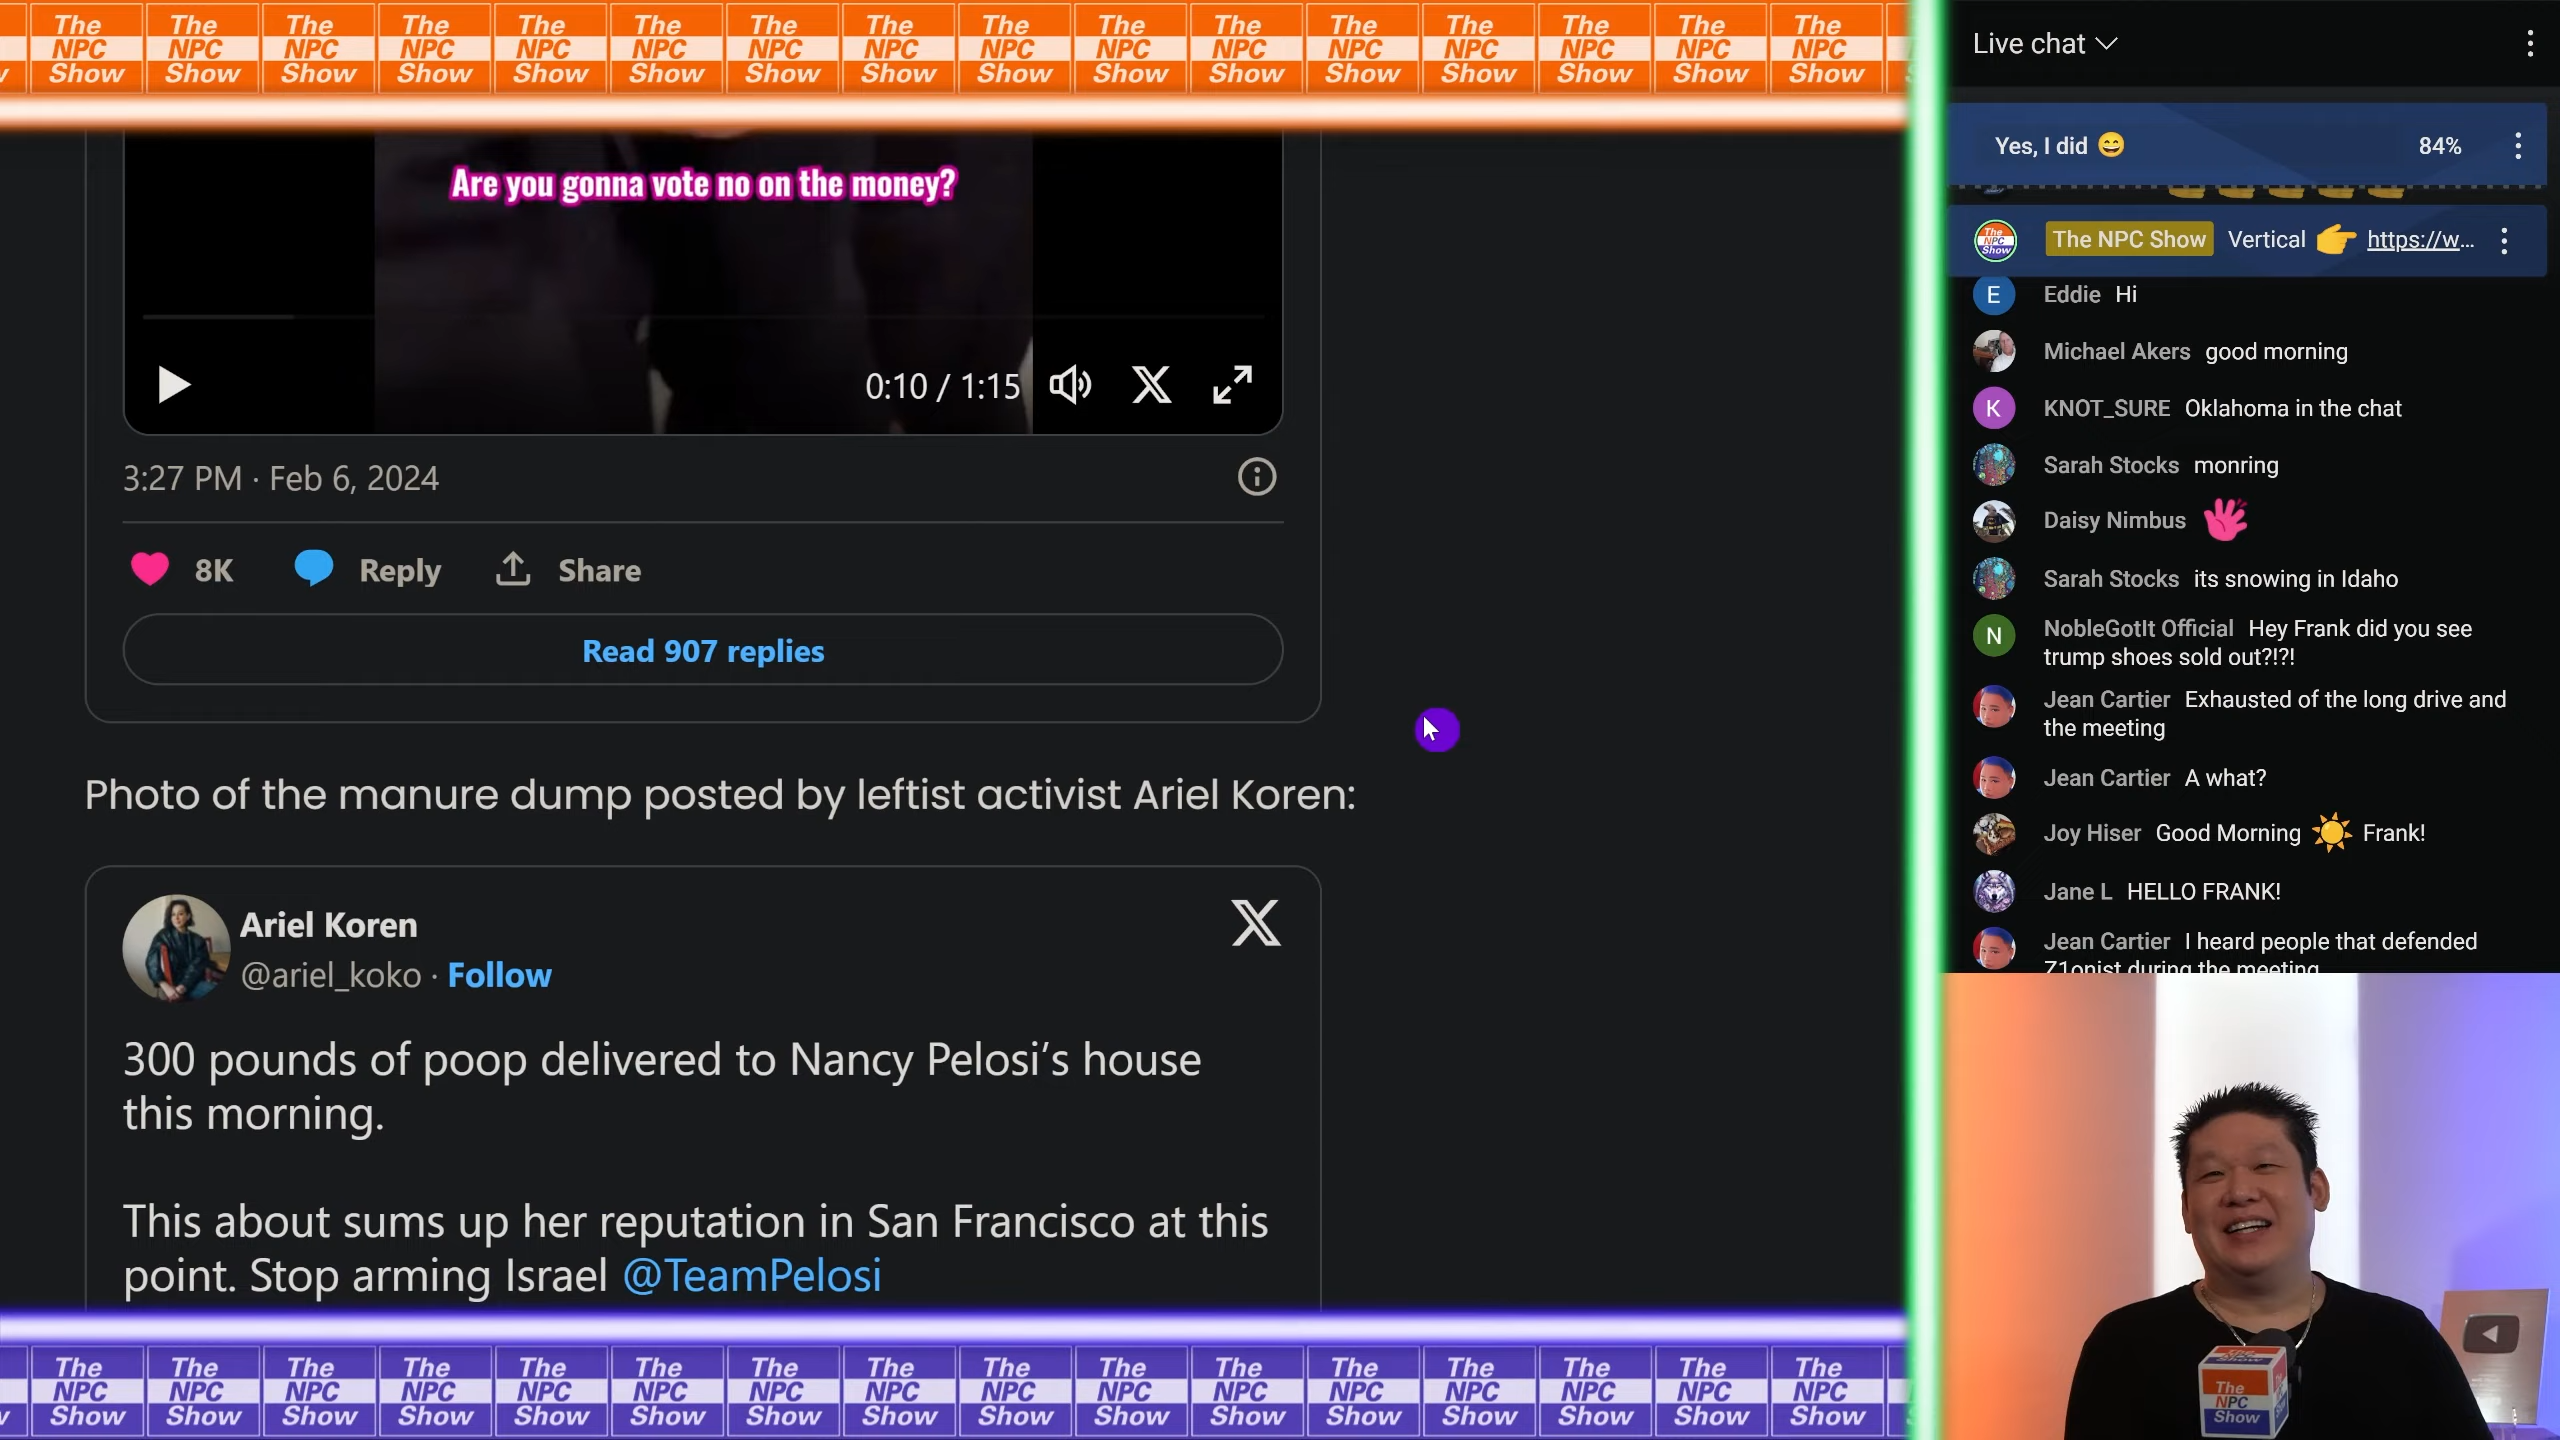 The NPC Show The NPC Show The NPC Show The NPC Show The NPC Show The NPC Show The NPC Show The NPC Show The NPC Show The NPC Show The NPC Show The NPC Show The NPC Show The NPC Show The NPC Show The NPC Show
Are you gonna vote no on the money?
0:10 / 1:15
3:27 PM · Feb 6, 2024
8K Reply Share
Read 907 replies
Photo of the manure dump posted by leftist activist Ariel Koren:
Ariel Koren
@ariel_koko · Follow
300 pounds of poop delivered to Nancy Pelosi's house
this morning.
This about sums up her reputation in San Francisco at this
point. Stop arming Israel @TeamPelosi
The NPC Show The NPC Show The NPC Show The NPC Show The NPC Show The NPC Show The NPC Show The NPC Show The NPC Show The NPC Show The NPC Show The NPC Show The NPC Show The NPC Show The NPC Show The NPC Show
Live chat
Yes, I did 😄 84%
The NPC Show The NPC Show Vertical 👉 https://w...
E Eddie Hi
Michael Akers good morning
K KNOT_SURE Oklahoma in the chat
Sarah Stocks monring
Daisy Nimbus
Sarah Stocks its snowing in Idaho
N NobleGotIt Official Hey Frank did you see
trump shoes sold out?!?!
Jean Cartier Exhausted of the long drive and
the meeting
Jean Cartier A what?
Joy Hiser Good Morning ☀️ Frank!
Jane L HELLO FRANK!
Jean Cartier I heard people that defended
Z1onist during the meeting
The NPC Show